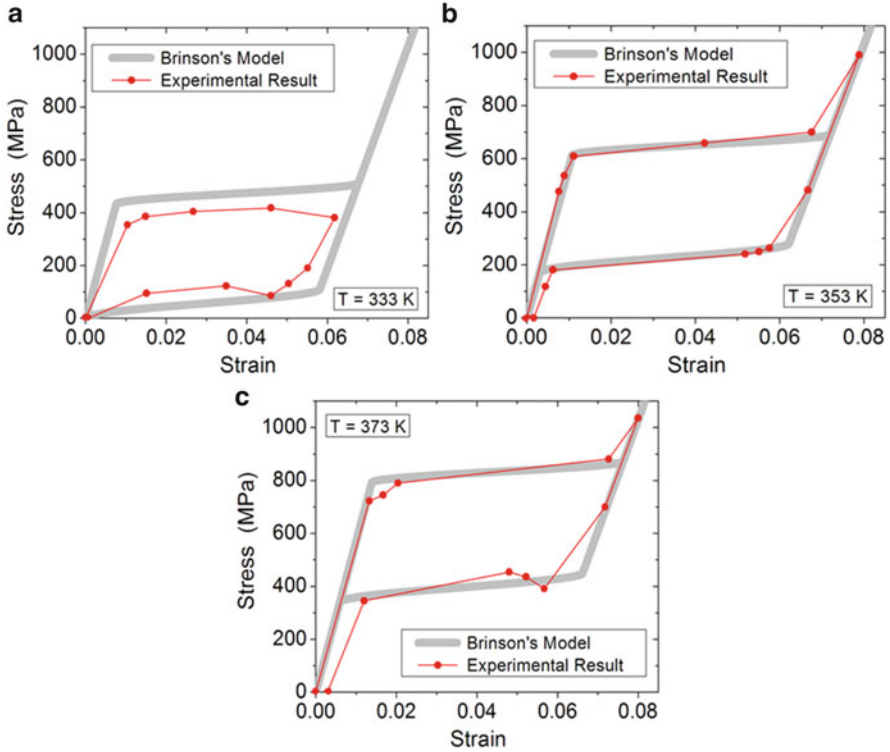 a
1000
800
600
400
200
0
Stress (MPa)
Brinson's Model
Experimental Result
T = 333 K
0.00 0.02 0.04 0.06 0.08
Strain
b
1000
800
600
400
200
0
Stress (MPa)
Brinson's Model
Experimental Result
T = 353 K
0.00 0.02 0.04 0.06 0.08
Strain
c
1000
800
600
400
200
0
Stress (MPa)
T = 373 K
Brinson's Model
Experimental Result
0.00 0.02 0.04 0.06 0.08
Strain